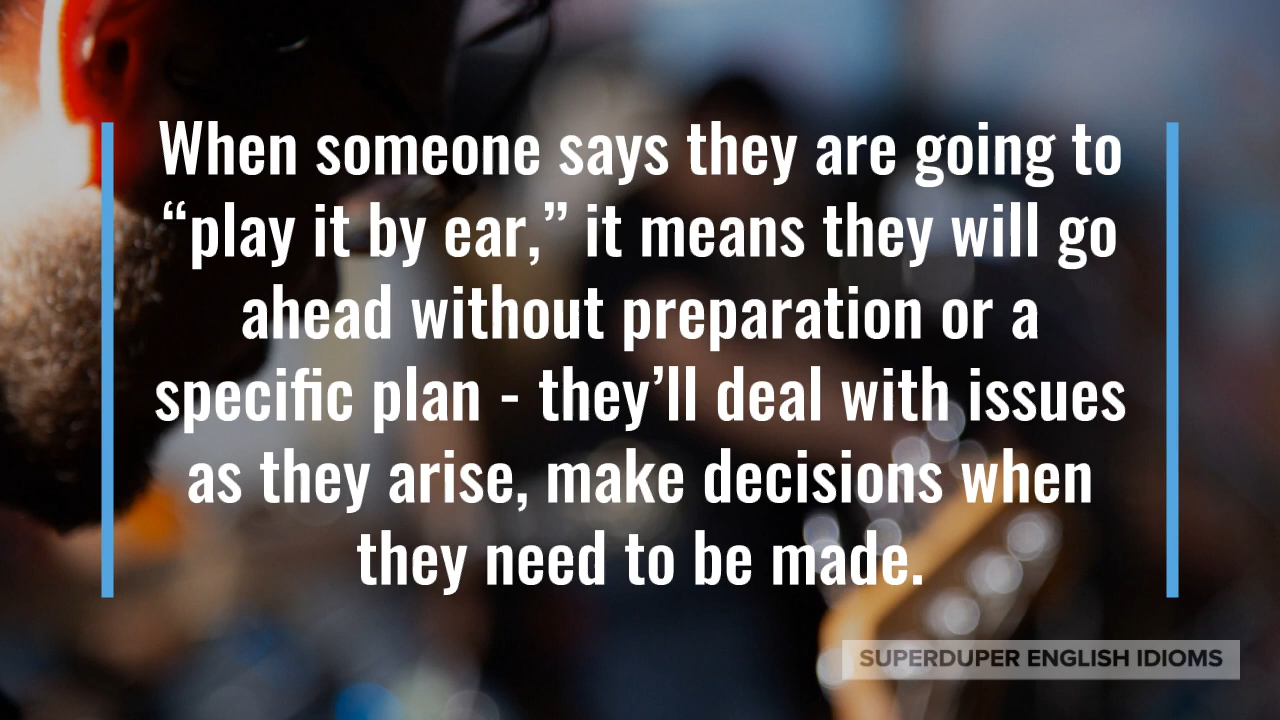 When someone says they are going to
“play it by ear,” it means they will go
ahead without preparation or a
specific plan - they’ll deal with issues
as they arise, make decisions when
they need to be made.
SUPERDUPER ENGLISH IDIOMS